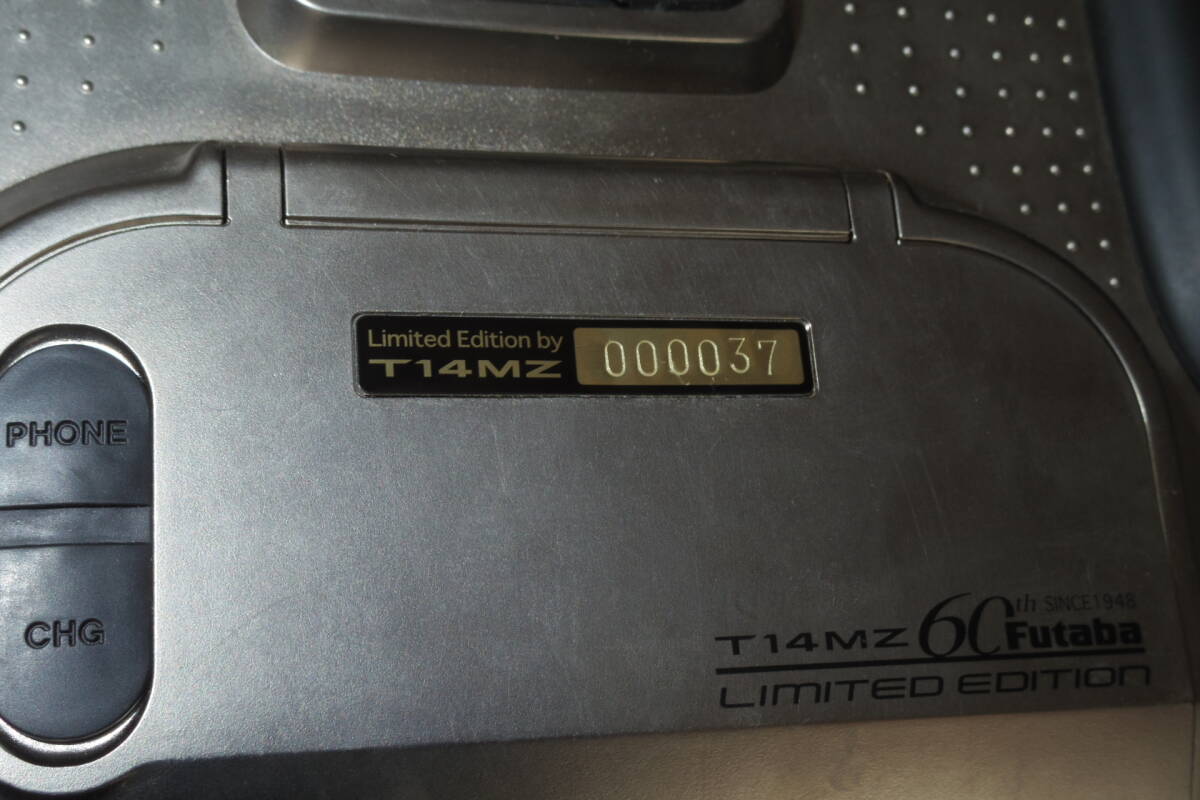 Limited Edition by
T14MZ
000037
PHONE
CHG
T14MZ 60th SINCE1948
Futaba
LIMITED EDITION